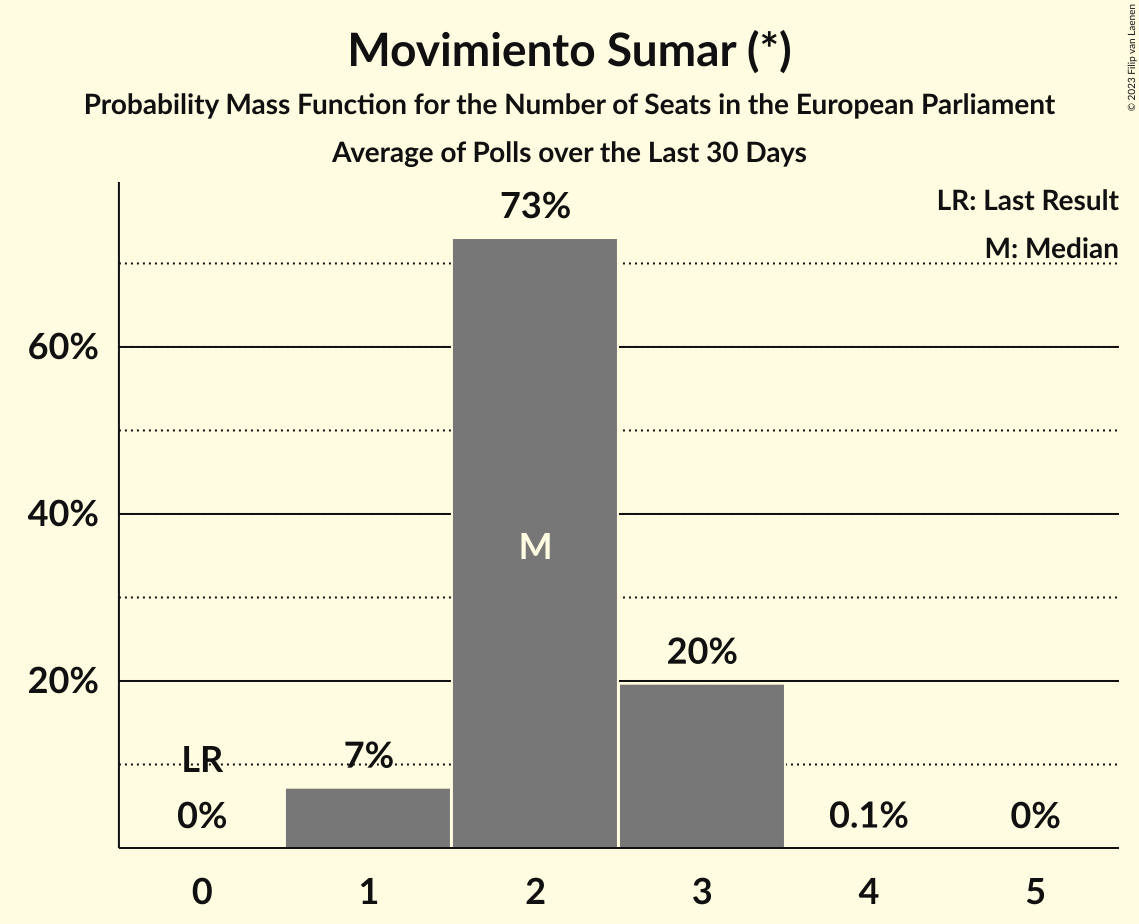 Movimiento Sumar (*)
Probability Mass Function for the Number of Seats in the European Parliament
Average of Polls over the Last 30 Days
© 2023 Filip van Laenen
LR: Last Result
M: Median
73%
60%
40%
M
20%
20%
LR
7%
0%
0.1%
0%
0 1 2 3 4 5